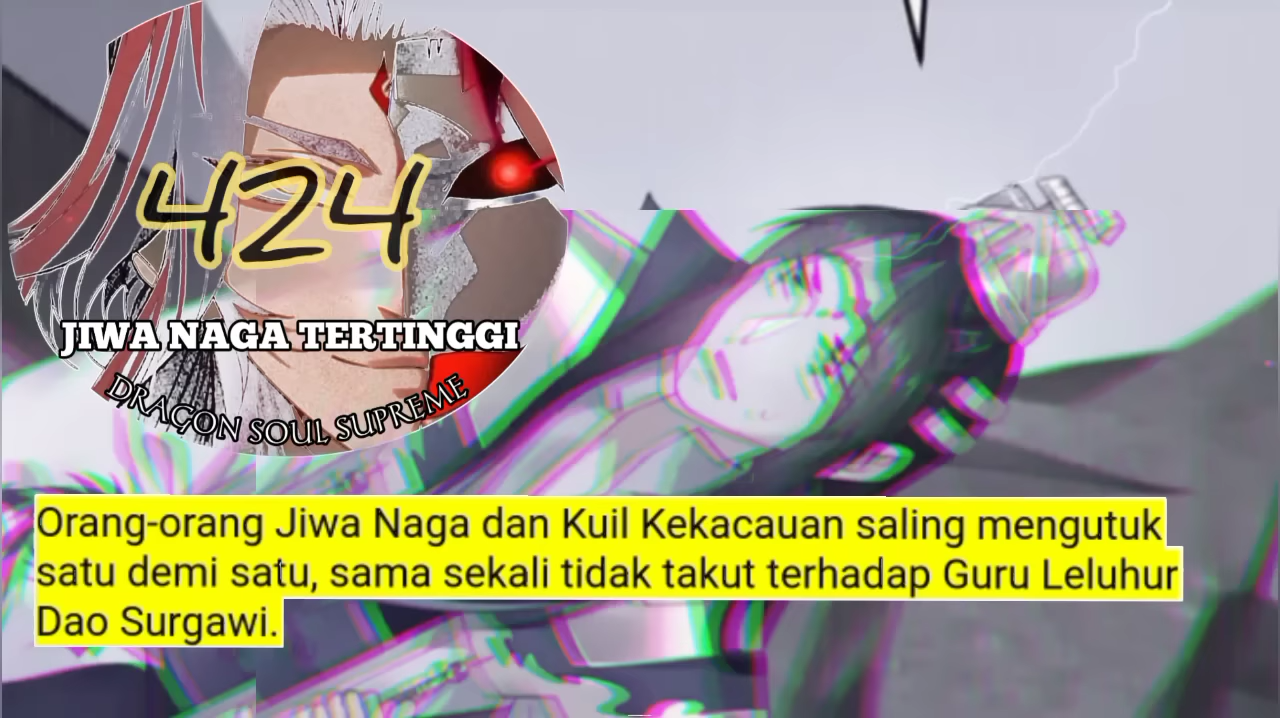 424
JIWA NAGA TERTINGGI
DRAGON SOUL SUPREME
Orang-orang Jiwa Naga dan Kuil Kekacauan saling mengutuk
satu demi satu, sama sekali tidak takut terhadap Guru Leluhur
Dao Surgawi.